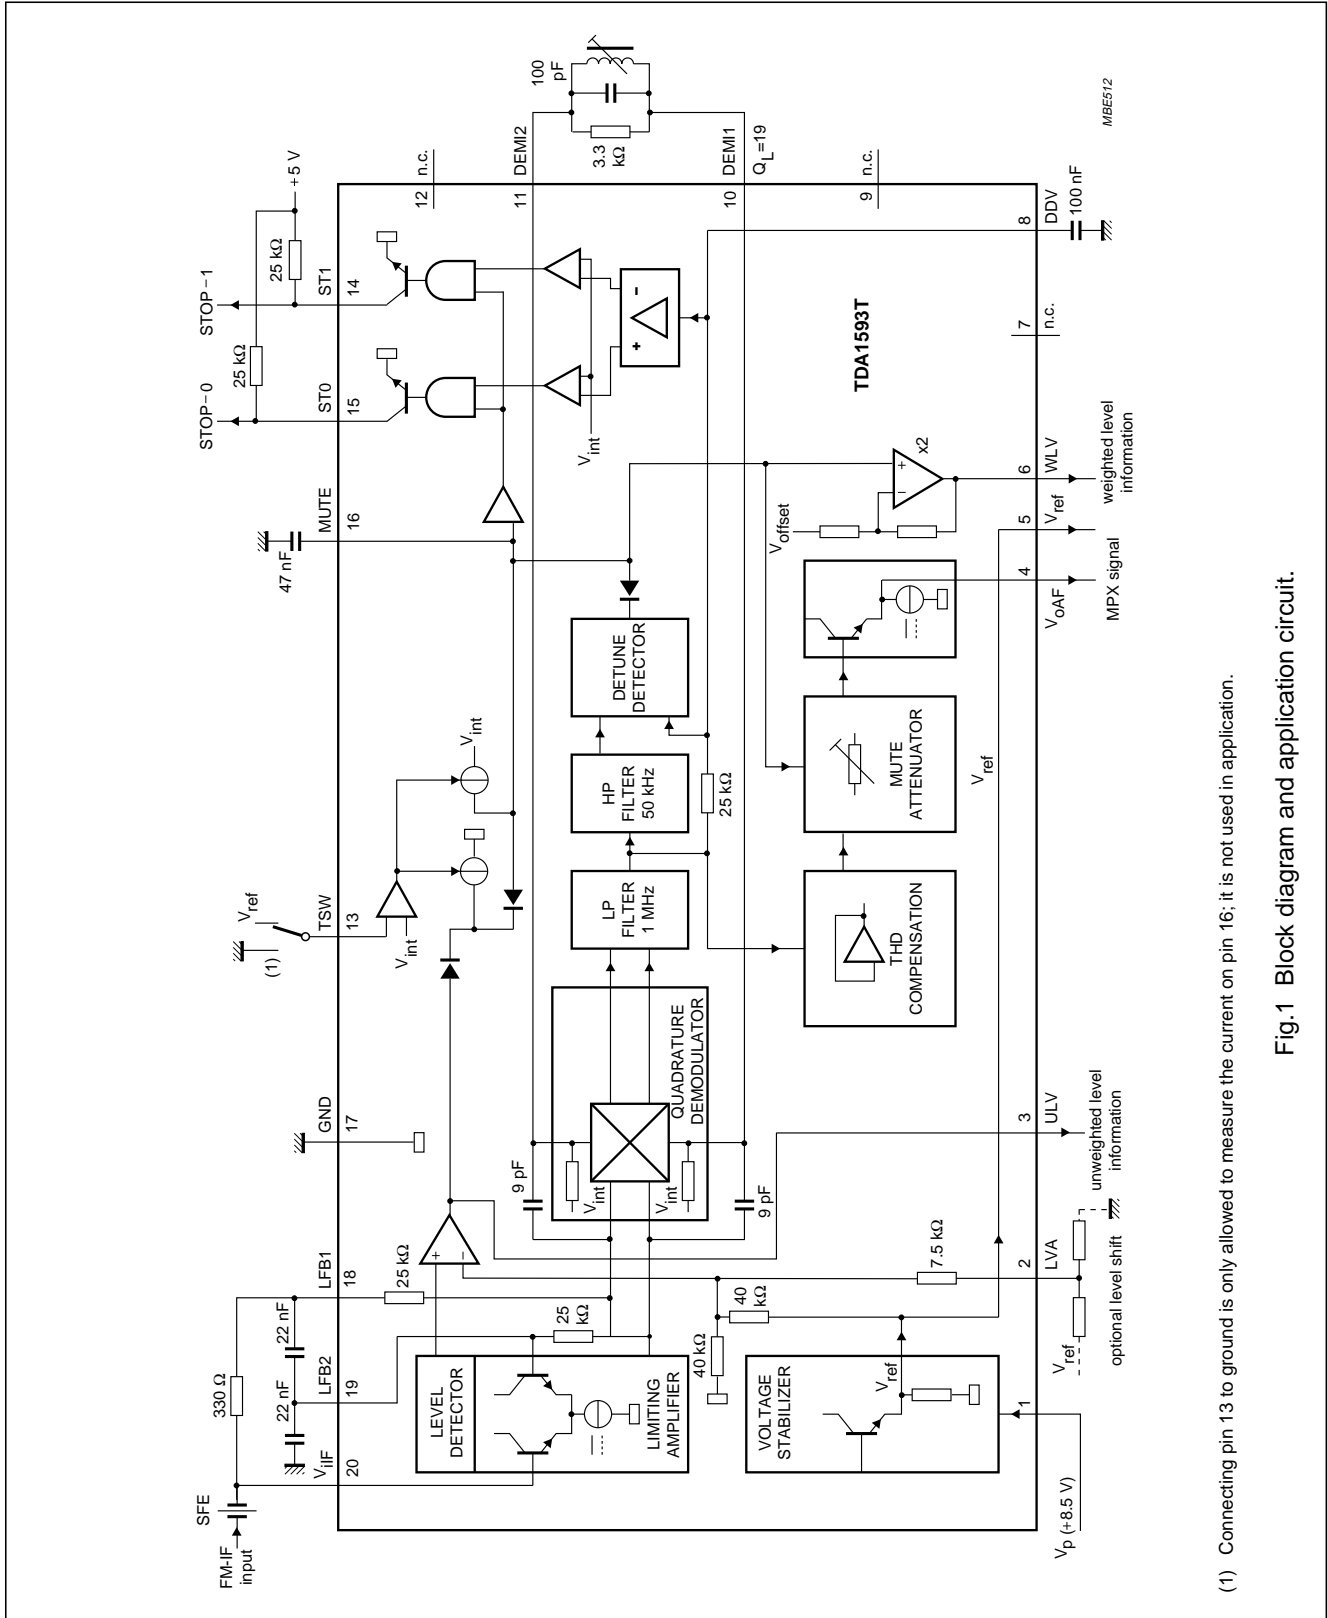 STOP−0
STOP−1
FM-IF
input
SFE
330 Ω
22 nF
22 nF
V_iIF
20
LFB2
19
LFB1
18
GND
17
V_ref
(1)
TSW
13
47 nF
MUTE
16
25 kΩ
ST0
15
25 kΩ
ST1
14
+5 V
12
n.c.
25 kΩ
V_int
V_int
100
pF
3.3
kΩ
DEMI2
11
DEMI1
10
Q_L=19
9
n.c.
LEVEL
DETECTOR
LIMITING
AMPLIFIER
+
−
25
kΩ
9 pF
9 pF
V_int
V_int
QUADRATURE
DEMODULATOR
LP
FILTER
1 MHz
HP
FILTER
50 kHz
DETUNE
DETECTOR
V_int
+
−
25 kΩ
40 kΩ
40
kΩ
7.5 kΩ
VOLTAGE
STABILIZER
V_ref
THD
COMPENSATION
MUTE
ATTENUATOR
V_ref
V_offset
+
−
x2
TDA1593T
1
V_P (+8.5 V)
2
LVA
V_ref
optional level shift
3
ULV
unweighted level
information
4
V_oAF
MPX signal
5
V_ref
6
WLV
weighted level
information
7
n.c.
8
DDV
100 nF
MBE512
(1) Connecting pin 13 to ground is only allowed to measure the current on pin 16; it is not used in application.
Fig.1 Block diagram and application circuit.